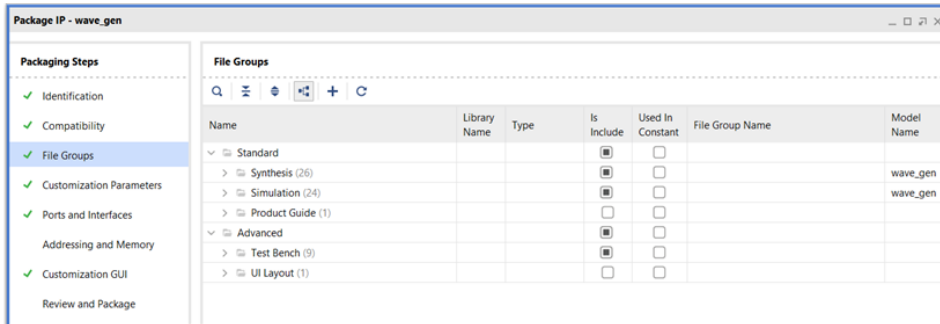 Package IP - wave_gen
Packaging Steps
Identification
Compatibility
File Groups
Customization Parameters
Ports and Interfaces
Addressing and Memory
Customization GUI
Review and Package
File Groups
Name Library Name Type Is Include Used In Constant File Group Name Model Name
Standard
Synthesis (26) wave_gen
Simulation (24) wave_gen
Product Guide (1)
Advanced
Test Bench (9)
UI Layout (1)